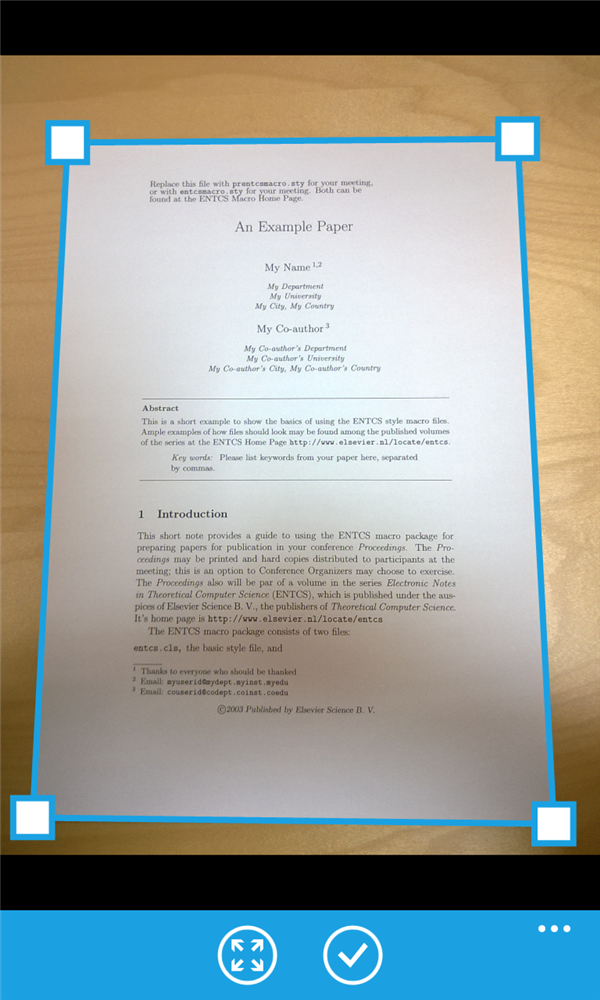 Replace this file with prentcsmacro.sty for your meeting,
or with entcsmacro.sty for your meeting. Both can be
found at the ENTCS Macro Home Page.
An Example Paper
My Name 1,2
My Department
My University
My City, My Country
My Co-author 3
My Co-author's Department
My Co-author's University
My Co-author's City, My Co-author's Country
Abstract
This is a short example to show the basics of using the ENTCS style macro files.
Ample examples of how files should look may be found among the published volumes
of the series at the ENTCS Home Page http://www.elsevier.nl/locate/entcs.
Key words: Please list keywords from your paper here, separated
by commas.
1 Introduction
This short note provides a guide to using the ENTCS macro package for
preparing papers for publication in your conference Proceedings. The Pro-
ceedings may be printed and hard copies distributed to participants at the
meeting; this is an option to Conference Organizers may choose to exercise.
The Proceedings also will be par of a volume in the series Electronic Notes
in Theoretical Computer Science (ENTCS), which is published under the aus-
pices of Elsevier Science B. V., the publishers of Theoretical Computer Science.
It's home page is http://www.elsevier.nl/locate/entcs
The ENTCS macro package consists of two files:
entcs.cls, the basic style file, and
1 Thanks to everyone who should be thanked
2 Email: myuserid@mydept.myinst.myedu
3 Email: couserid@codept.coinst.coedu
©2003 Published by Elsevier Science B. V.